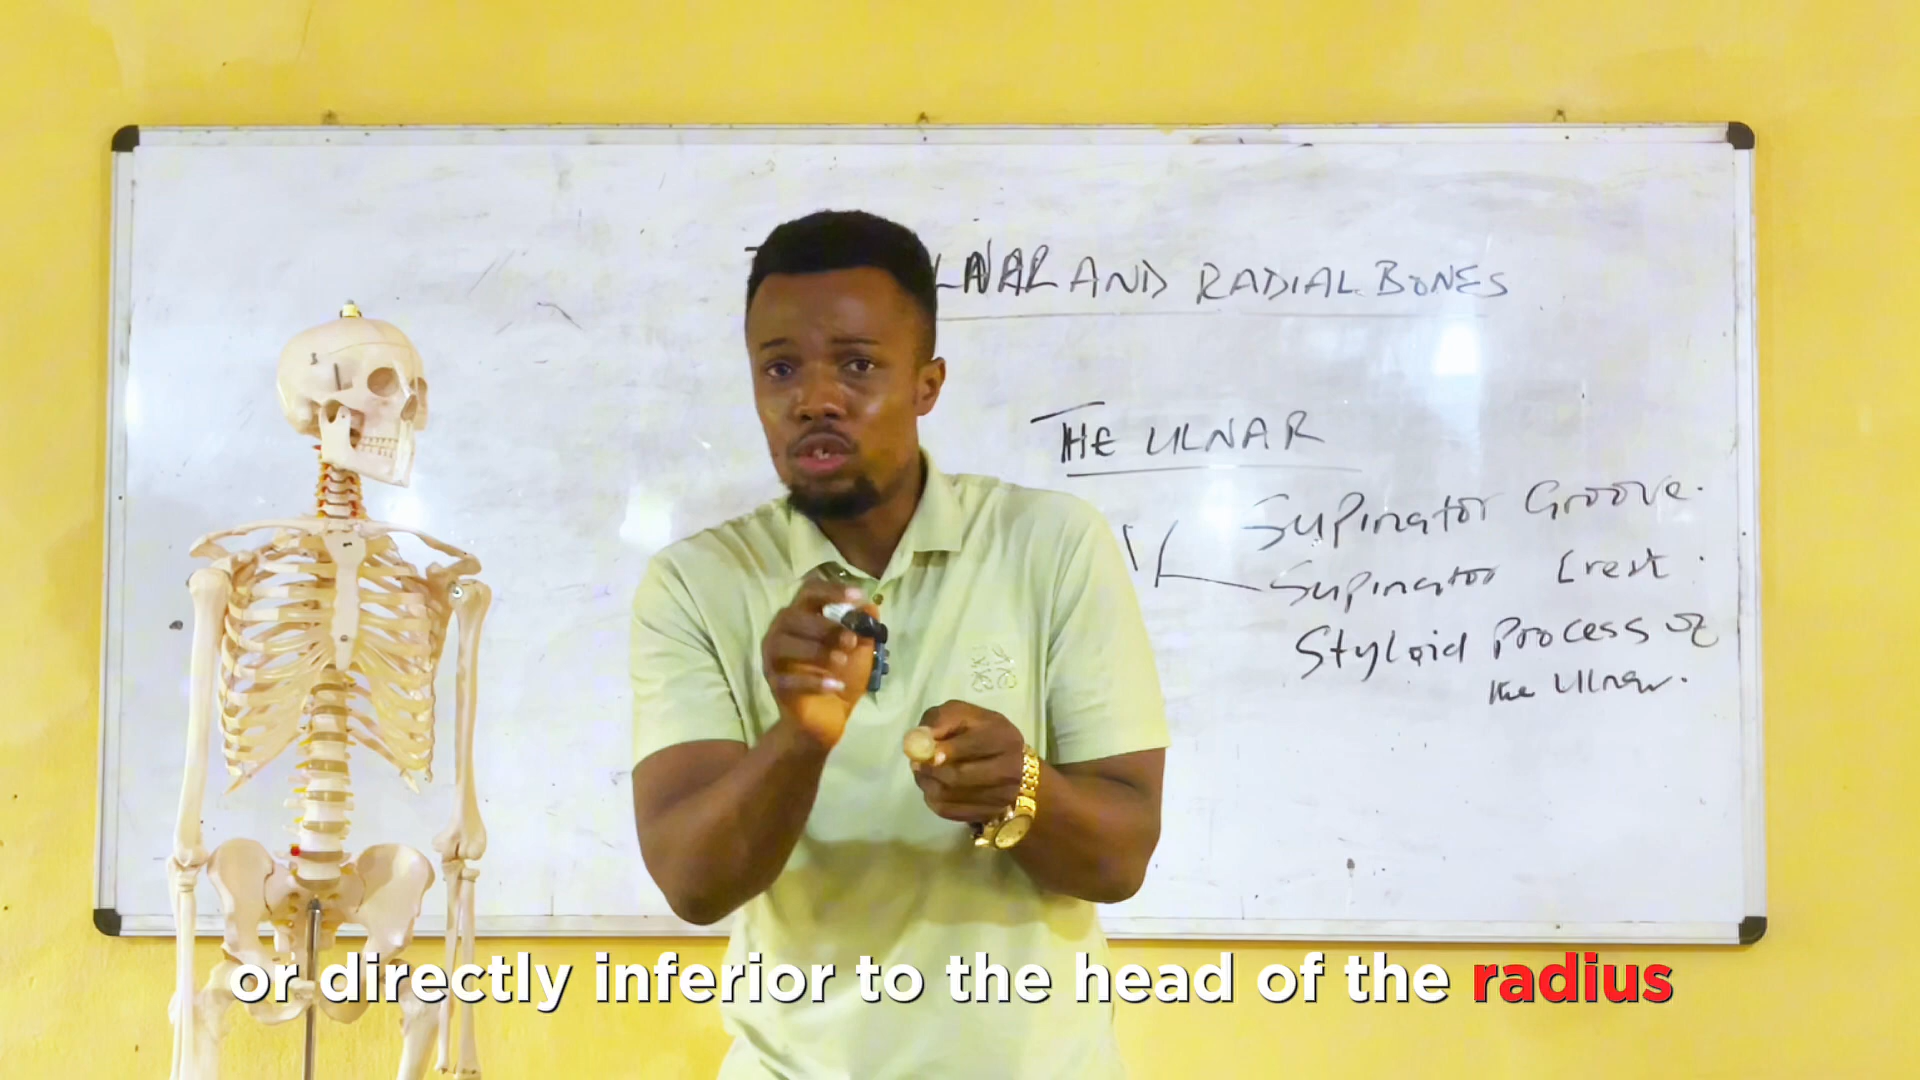 LNAR AND RADIAL BONES
THE ULNAR
Supinator Groove.
Supinator Crest.
Styloid Process of
the Ulnar.
or directly inferior to the head of the radius